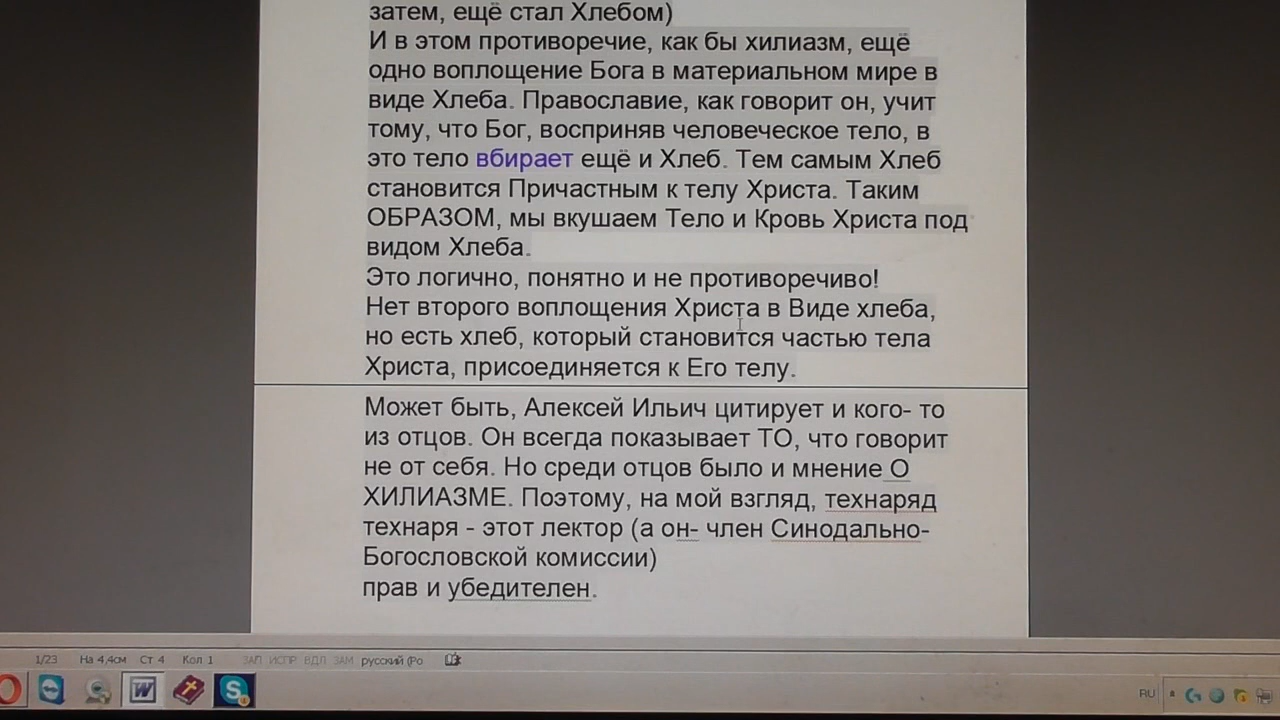 затем, ещё стал Хлебом)
И в этом противоречие, как бы хилиазм, ещё
одно воплощение Бога в материальном мире в
виде Хлеба. Православие, как говорит он, учит
тому, что Бог, восприняв человеческое тело, в
это тело вбирает ещё и Хлеб. Тем самым Хлеб
становится Причастным к телу Христа. Таким
ОБРАЗОМ, мы вкушаем Тело и Кровь Христа под
видом Хлеба.
Это логично, понятно и не противоречиво!
Нет второго воплощения Христа в Виде хлеба,
но есть хлеб, который становится частью тела
Христа, присоединяется к Его телу.
Может быть, Алексей Ильич цитирует и кого- то
из отцов. Он всегда показывает ТО, что говорит
не от себя. Но среди отцов было и мнение О
ХИЛИАЗМЕ. Поэтому, на мой взгляд, технаряд
технаря - этот лектор (а он- член Синодально-
Богословской комиссии)
прав и убедителен.
1/23 На 4,4см Ст 4 Кол 1 ЗАП ИСПР ВДЛ ЗАМ русский (Ро
RU